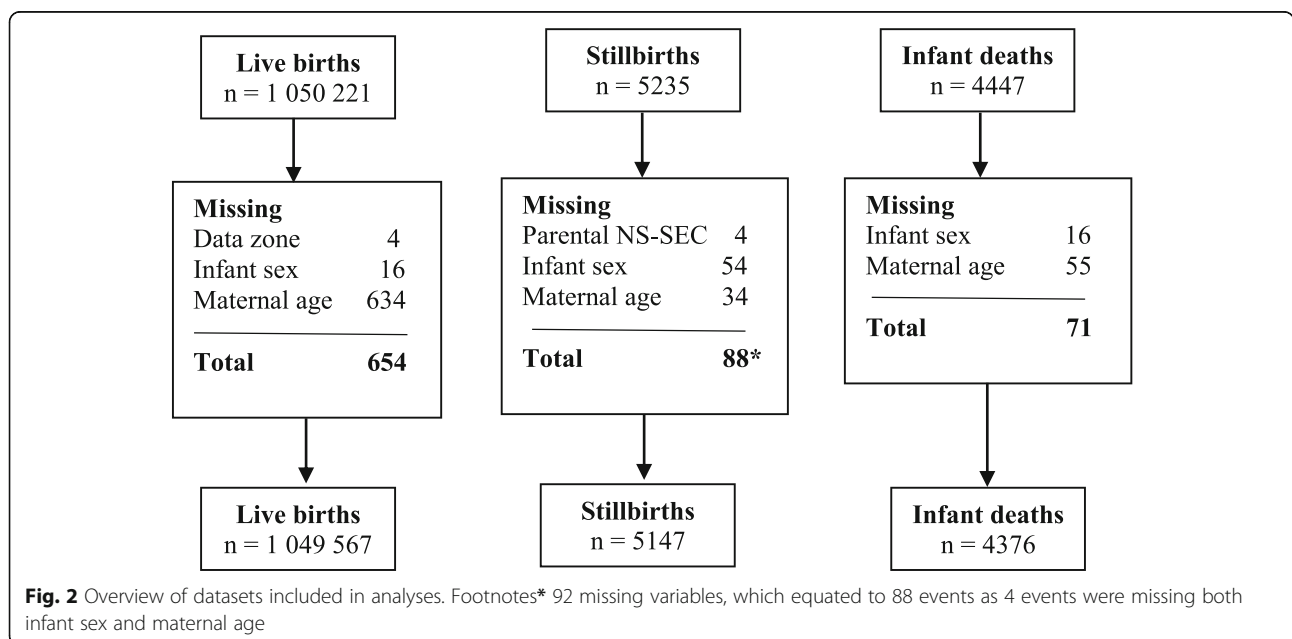 Live births
n = 1 050 221
Missing
Data zone 4
Infant sex 16
Maternal age 634
Total 654
Live births
n = 1 049 567
Stillbirths
n = 5235
Missing
Parental NS-SEC 4
Infant sex 54
Maternal age 34
Total 88*
Stillbirths
n = 5147
Infant deaths
n = 4447
Missing
Infant sex 16
Maternal age 55
Total 71
Infant deaths
n = 4376
Fig. 2 Overview of datasets included in analyses. Footnotes* 92 missing variables, which equated to 88 events as 4 events were missing both
infant sex and maternal age